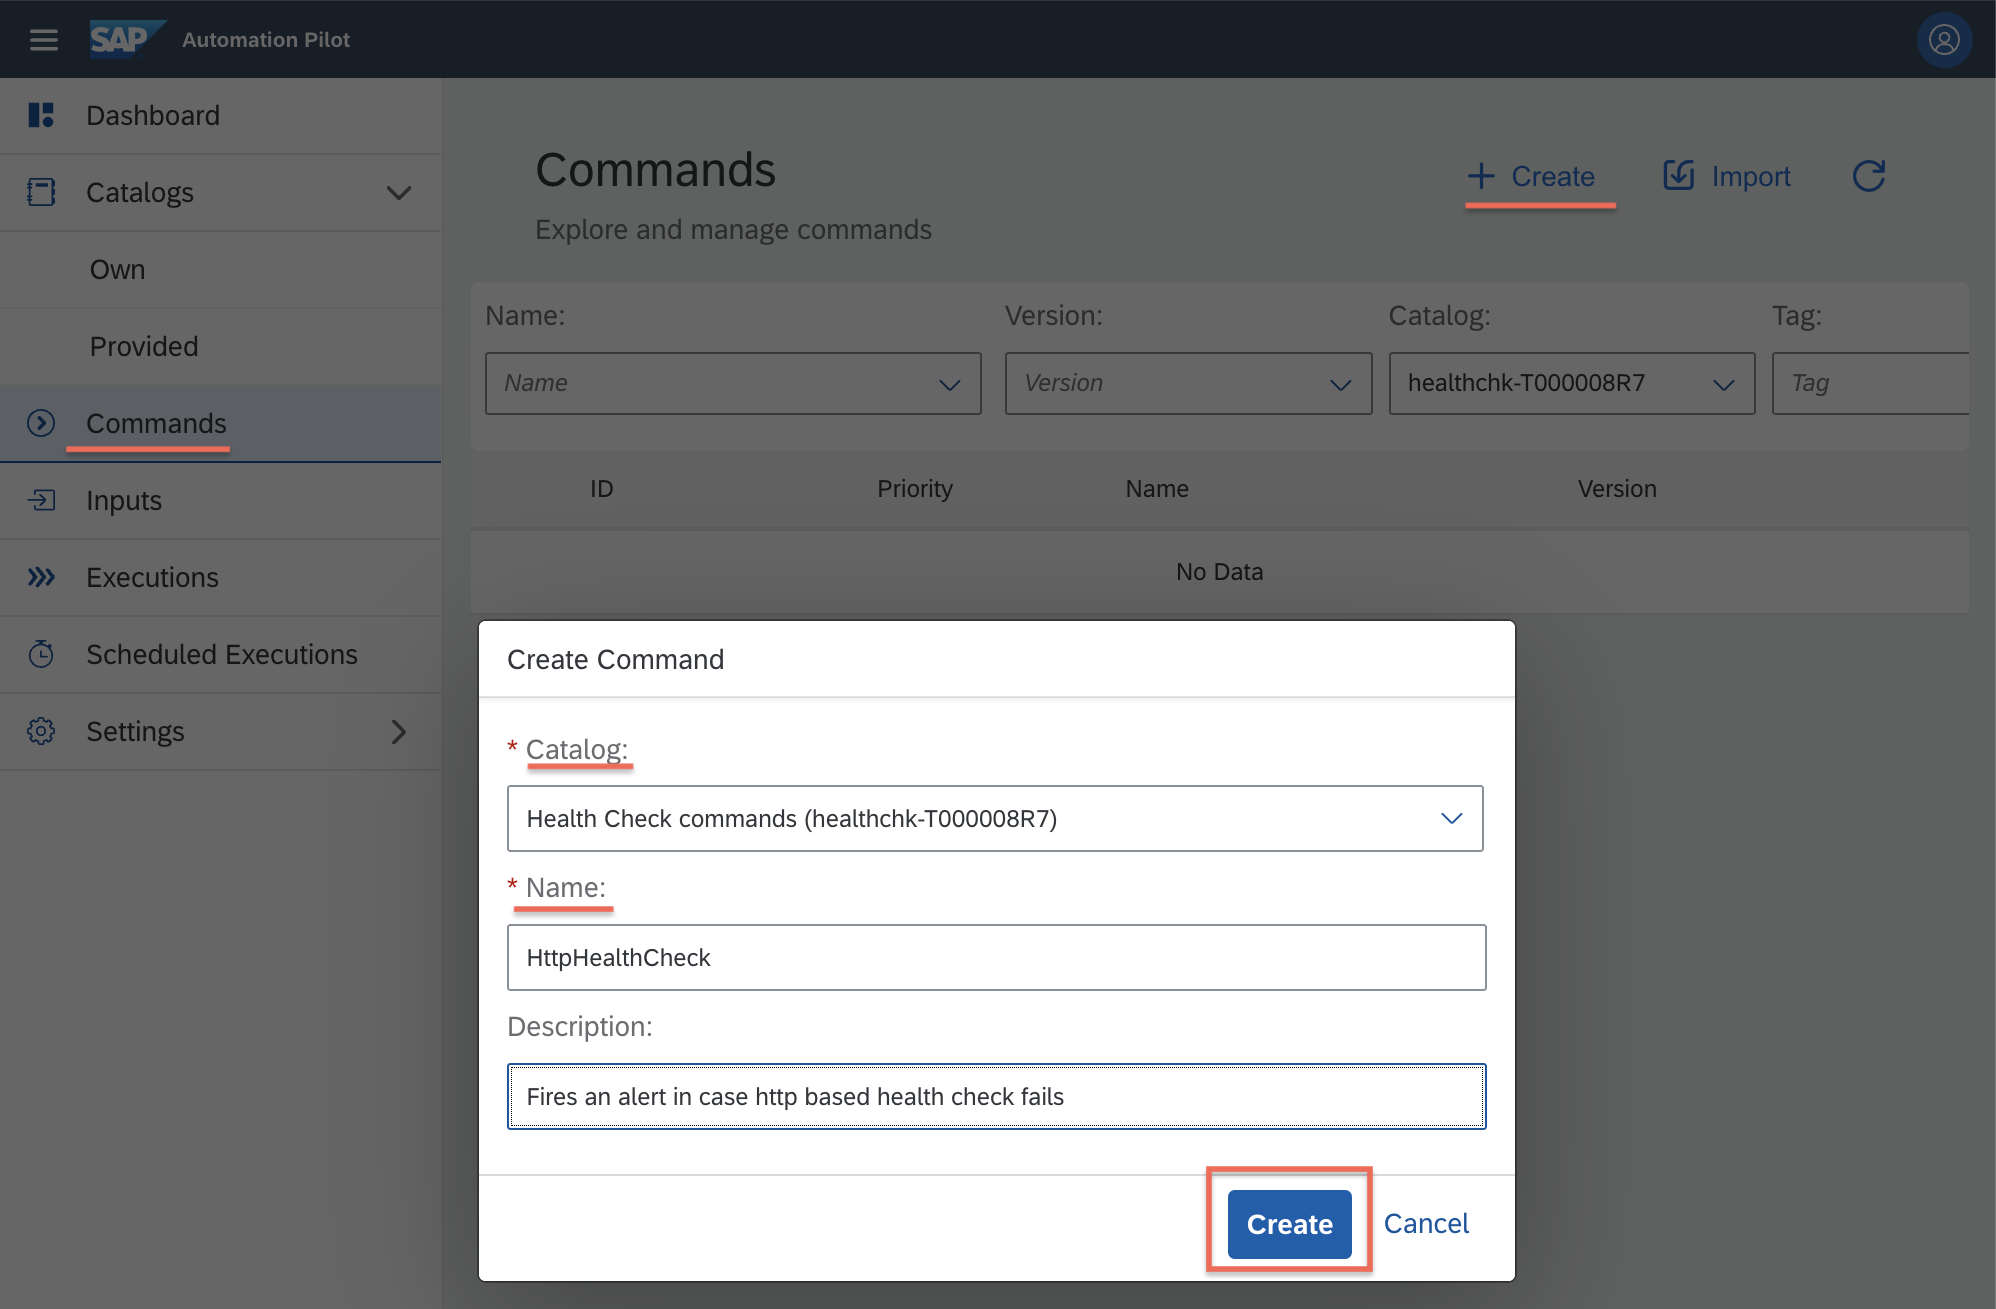 SAP Automation Pilot
Dashboard
Catalogs
Own
Provided
Commands
Inputs
Executions
Scheduled Executions
Settings
Commands
Explore and manage commands
Create Import
Name: Version: Catalog: Tag:
Name Version healthchk-T000008R7 Tag
ID Priority Name Version
No Data
Create Command
* Catalog:
Health Check commands (healthchk-T000008R7)
* Name:
HttpHealthCheck
Description:
Fires an alert in case http based health check fails
Create Cancel